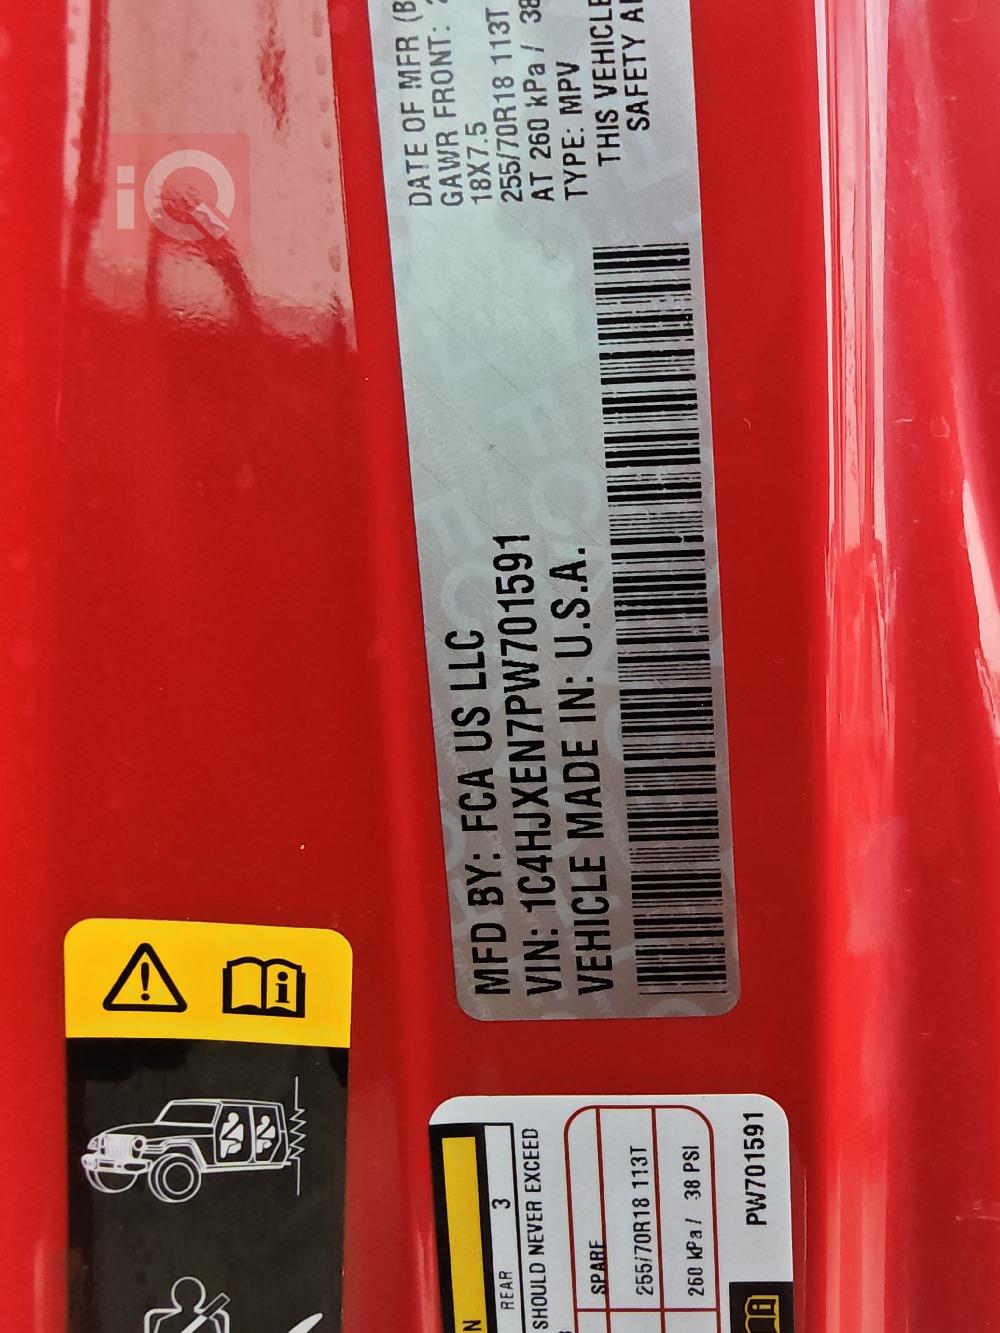 iQ
MFD BY: FCA US LLC
VIN: 1C4HJXEN7PW701591
VEHICLE MADE IN: U.S.A.
DATE OF MFR (B
GAWR FRONT: 2
18X7.5
255/70R18 113T
AT 260 kPa / 38
TYPE: MPV
THIS VEHICLE
SAFETY A
N
REAR 3
SHOULD NEVER EXCEED
SPARE
255/70R18 113T
260 kPa / 38 PSI
PW701591